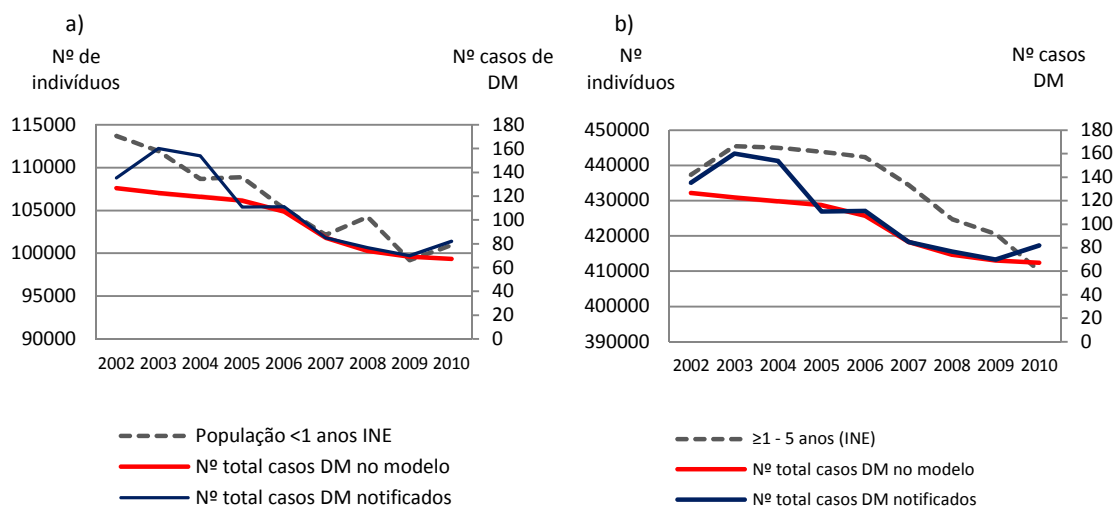 a)
Nº de
indivíduos
Nº casos de
DM
115000
110000
105000
100000
95000
90000
180
160
140
120
100
80
60
40
20
0
2002 2003 2004 2005 2006 2007 2008 2009 2010
População <1 anos INE
Nº total casos DM no modelo
Nº total casos DM notificados
b)
Nº
indivíduos
Nº casos
DM
450000
440000
430000
420000
410000
400000
390000
180
160
140
120
100
80
60
40
20
0
2002 2003 2004 2005 2006 2007 2008 2009 2010
≥1 - 5 anos (INE)
Nº total casos DM no modelo
Nº total casos DM notificados